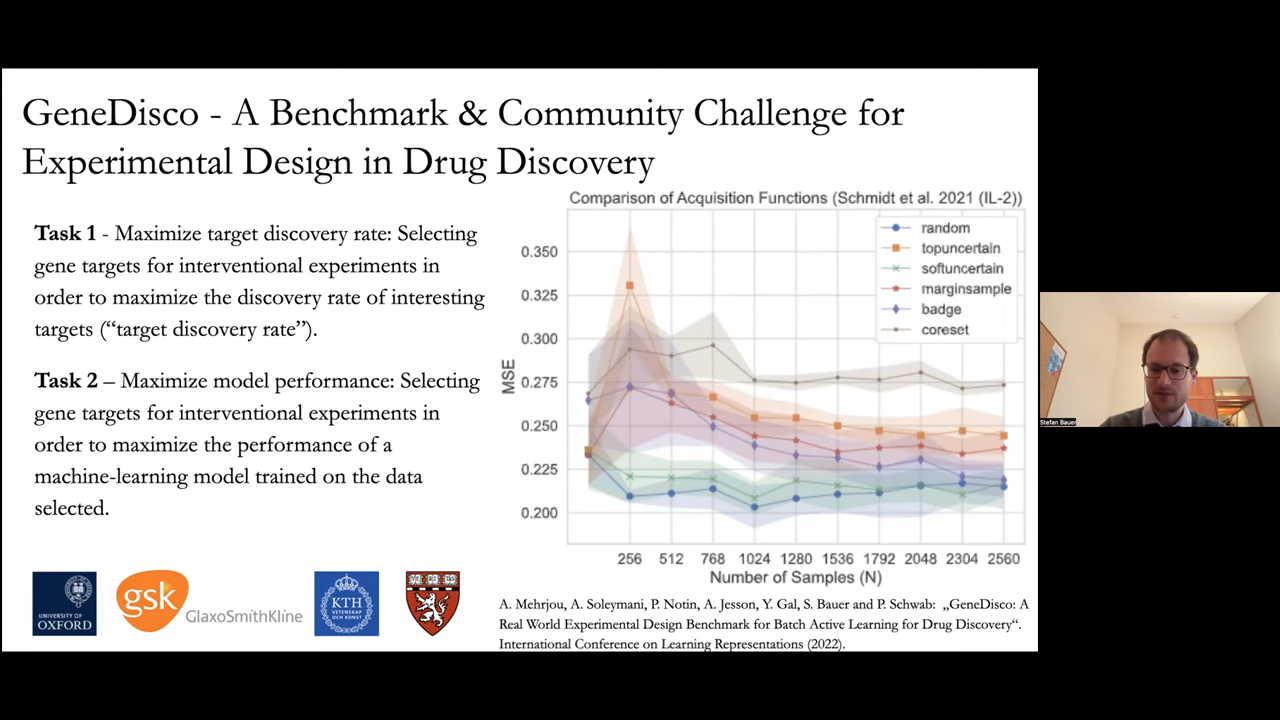 GeneDisco - A Benchmark & Community Challenge for
Experimental Design in Drug Discovery
Task 1 - Maximize target discovery rate: Selecting
gene targets for interventional experiments in
order to maximize the discovery rate of interesting
targets (“target discovery rate”).
Task 2 – Maximize model performance: Selecting
gene targets for interventional experiments in
order to maximize the performance of a
machine-learning model trained on the data
selected.
Comparison of Acquisition Functions (Schmidt et al. 2021 (IL-2))
random
topuncertain
softuncertain
marginsample
badge
coreset
MSE
0.350
0.325
0.300
0.275
0.250
0.225
0.200
256 512 768 1024 1280 1536 1792 2048 2304 2560
Number of Samples (N)
UNIVERSITY OF
OXFORD
gsk
GlaxoSmithKline
KTH
VETENSKAP
OCH KONST
A. Mehrjou, A. Soleymani, P. Notin, A. Jesson, Y. Gal, S. Bauer and P. Schwab: „GeneDisco: A
Real World Experimental Design Benchmark for Batch Active Learning for Drug Discovery“.
International Conference on Learning Representations (2022).
Stefan Bauer